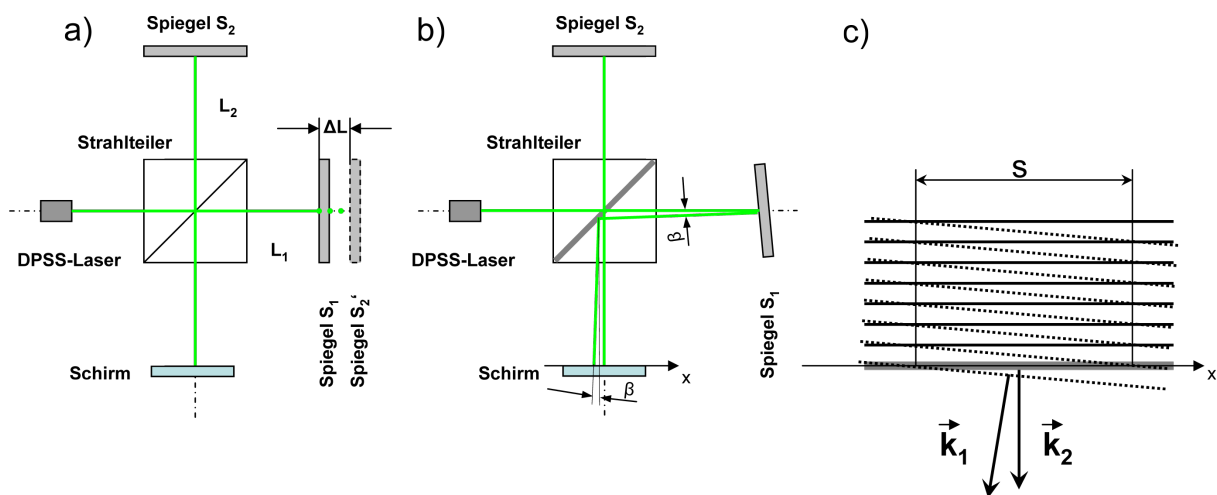 a)
Spiegel S₂
L₂
ΔL
Strahlteiler
DPSS-Laser
L₁
Spiegel S₁
Spiegel S₂‘
Schirm
b)
Spiegel S₂
Strahlteiler
β
DPSS-Laser
Spiegel S₁
Schirm
x
β
c)
S
x
k₁
k₂